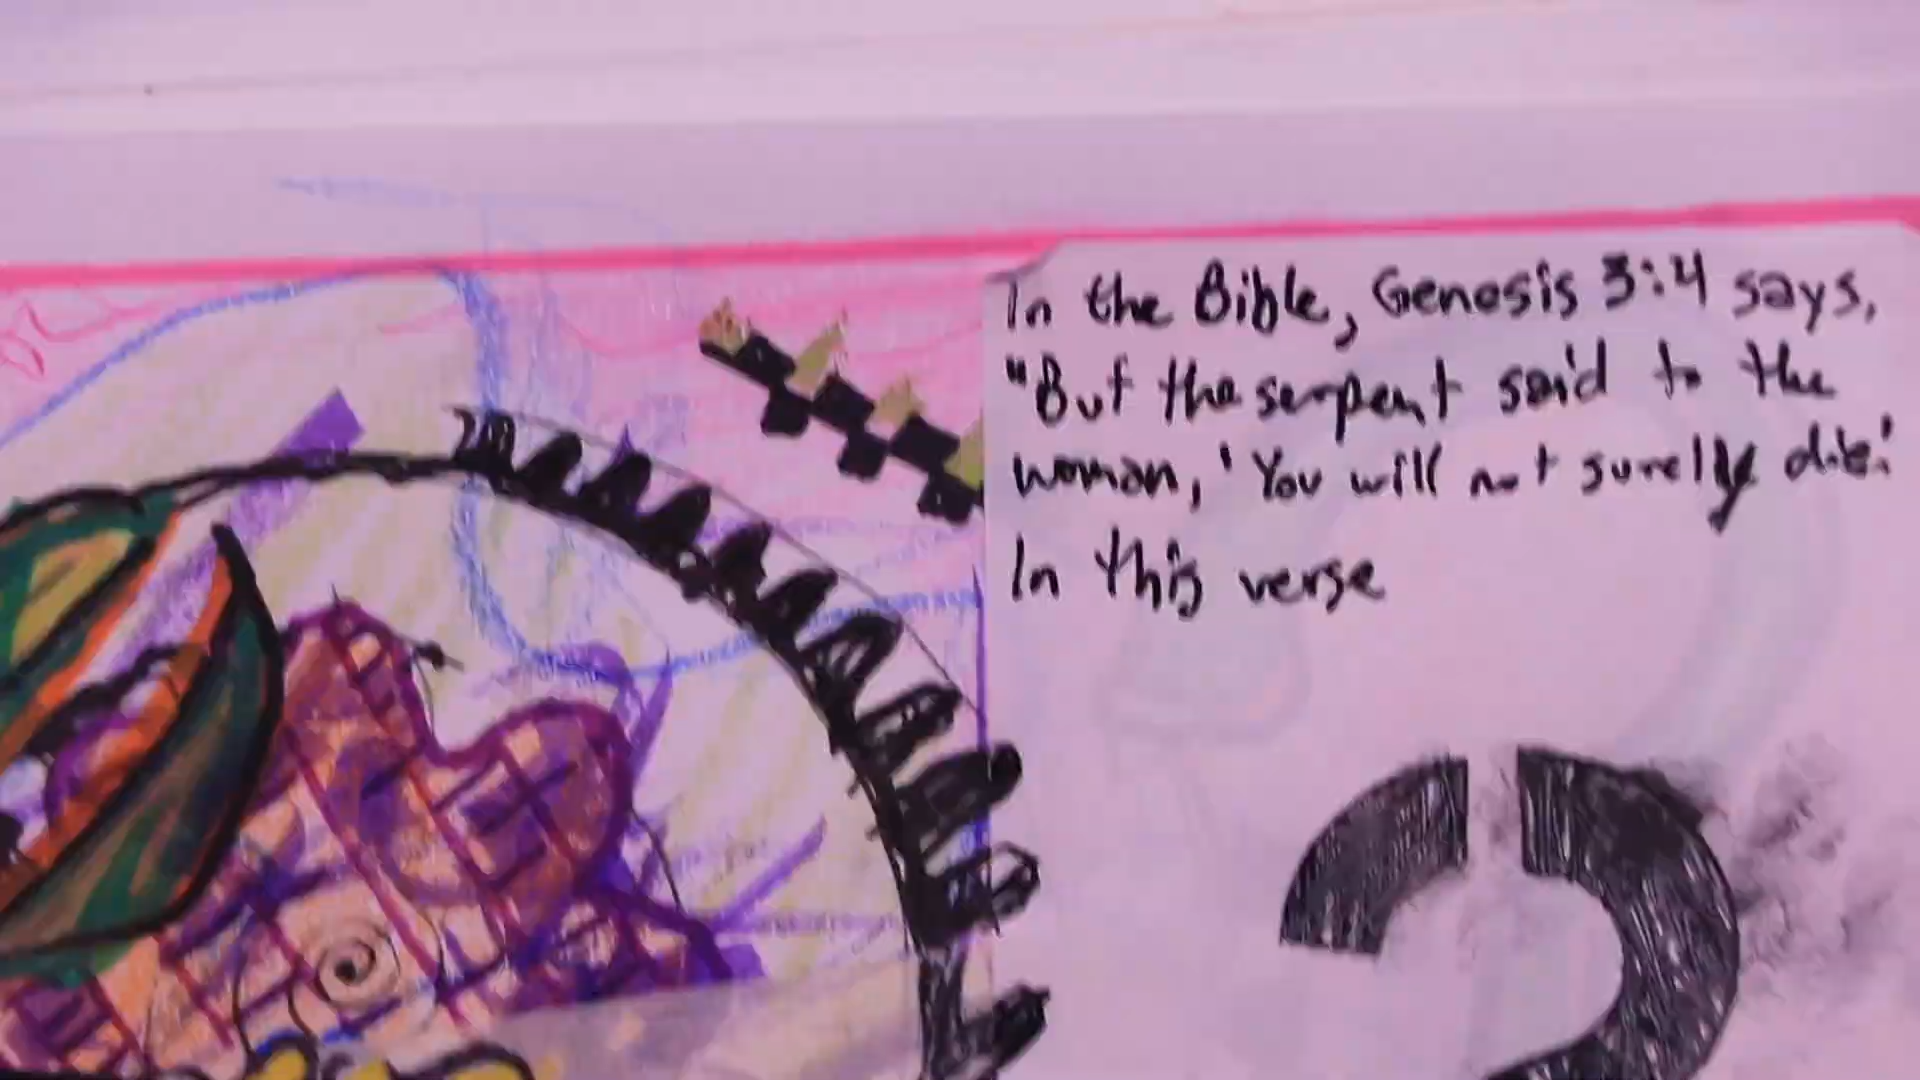 In the Bible, Genesis 3:4 says,
"But the serpent said to the
woman, 'You will not surelly die.'
In this verse